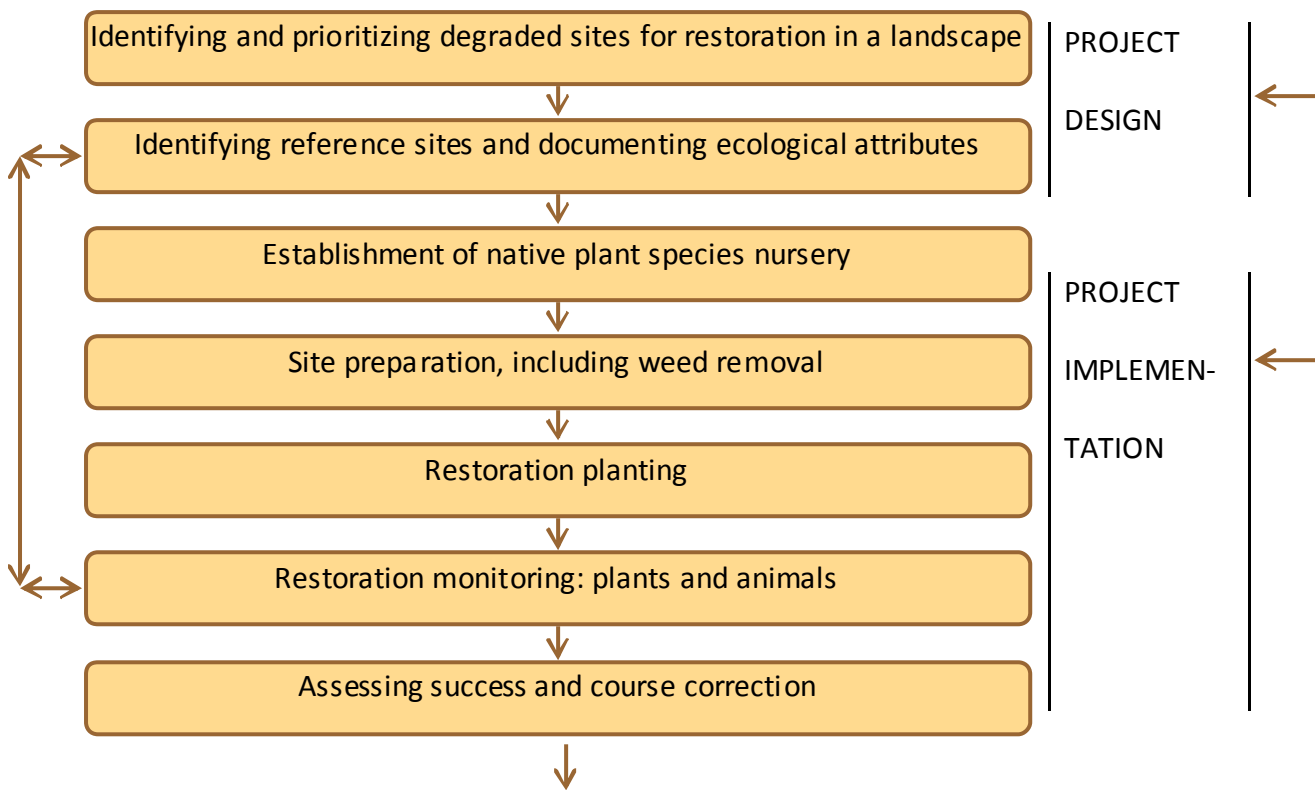 Identifying and prioritizing degraded sites for restoration in a landscape
PROJECT
DESIGN
Identifying reference sites and documenting ecological attributes
Establishment of native plant species nursery
PROJECT
IMPLEMEN-
TATION
Site preparation, including weed removal
Restoration planting
Restoration monitoring: plants and animals
Assessing success and course correction